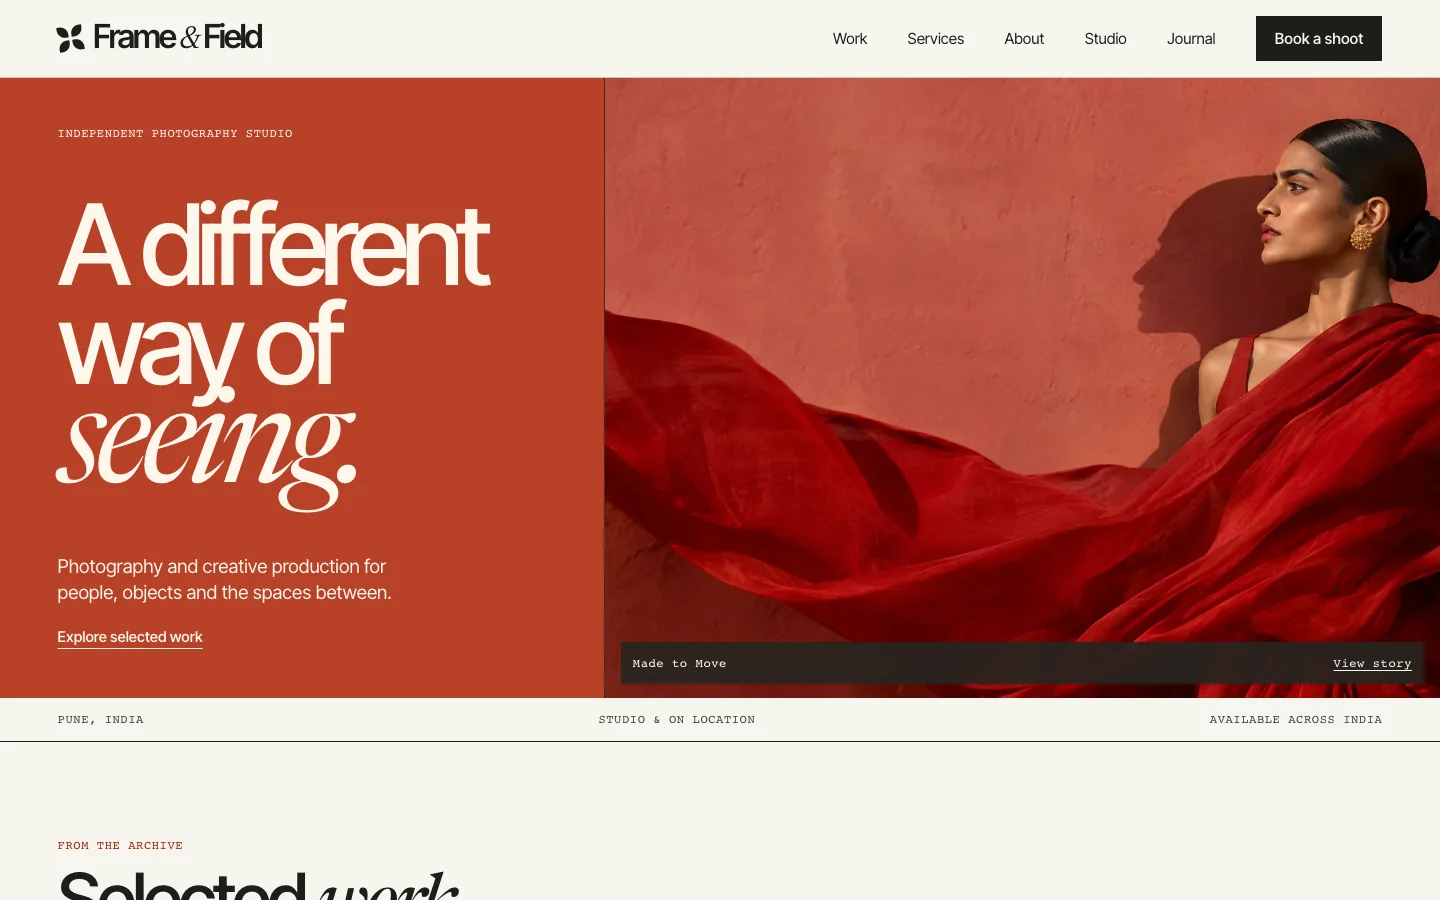 Frame & Field
Work
Services
About
Studio
Journal
Book a shoot
INDEPENDENT PHOTOGRAPHY STUDIO
A different
way of
seeing.
Photography and creative production for
people, objects and the spaces between.
Explore selected work
Made to Move
View story
PUNE, INDIA
STUDIO & ON LOCATION
AVAILABLE ACROSS INDIA
FROM THE ARCHIVE
Selected work